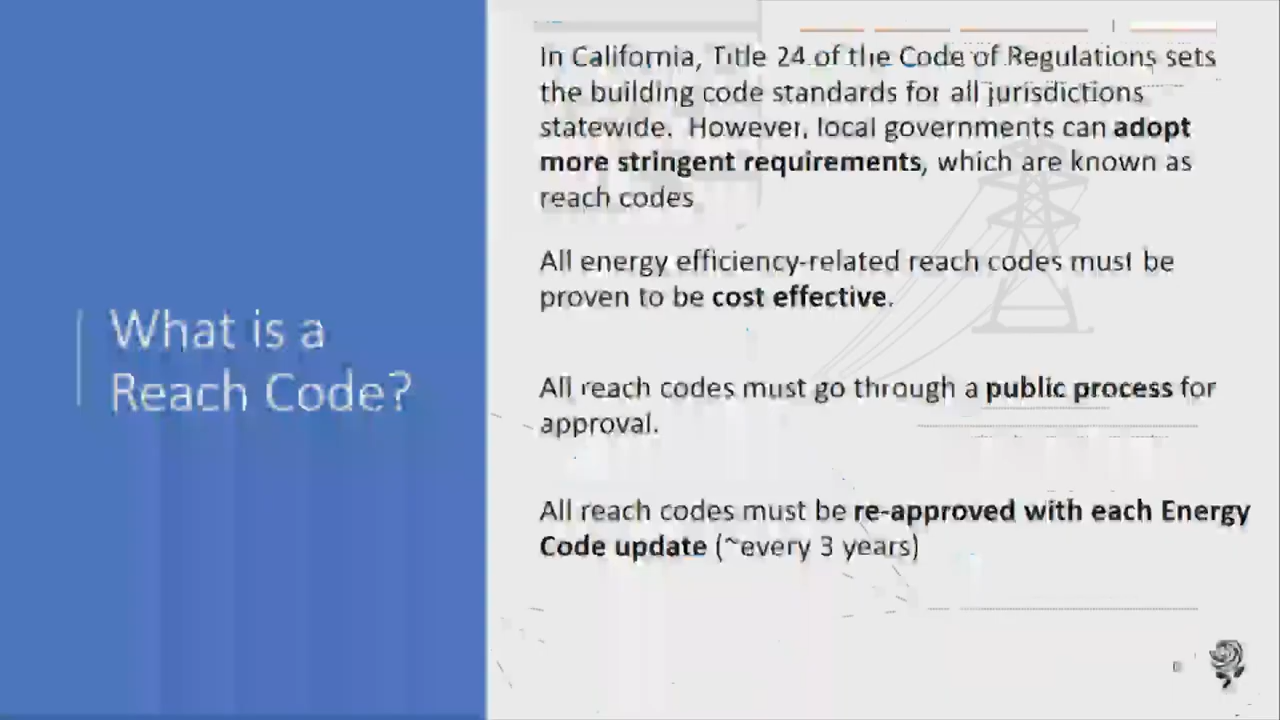 What is a
Reach Code?
In California, Title 24 of the Code of Regulations sets
the building code standards for all jurisdictions
statewide.  However, local governments can adopt
more stringent requirements, which are known as
reach codes
All energy efficiency-related reach codes must be
proven to be cost effective.
All reach codes must go through a public process for
approval.
All reach codes must be re-approved with each Energy
Code update (~every 3 years)